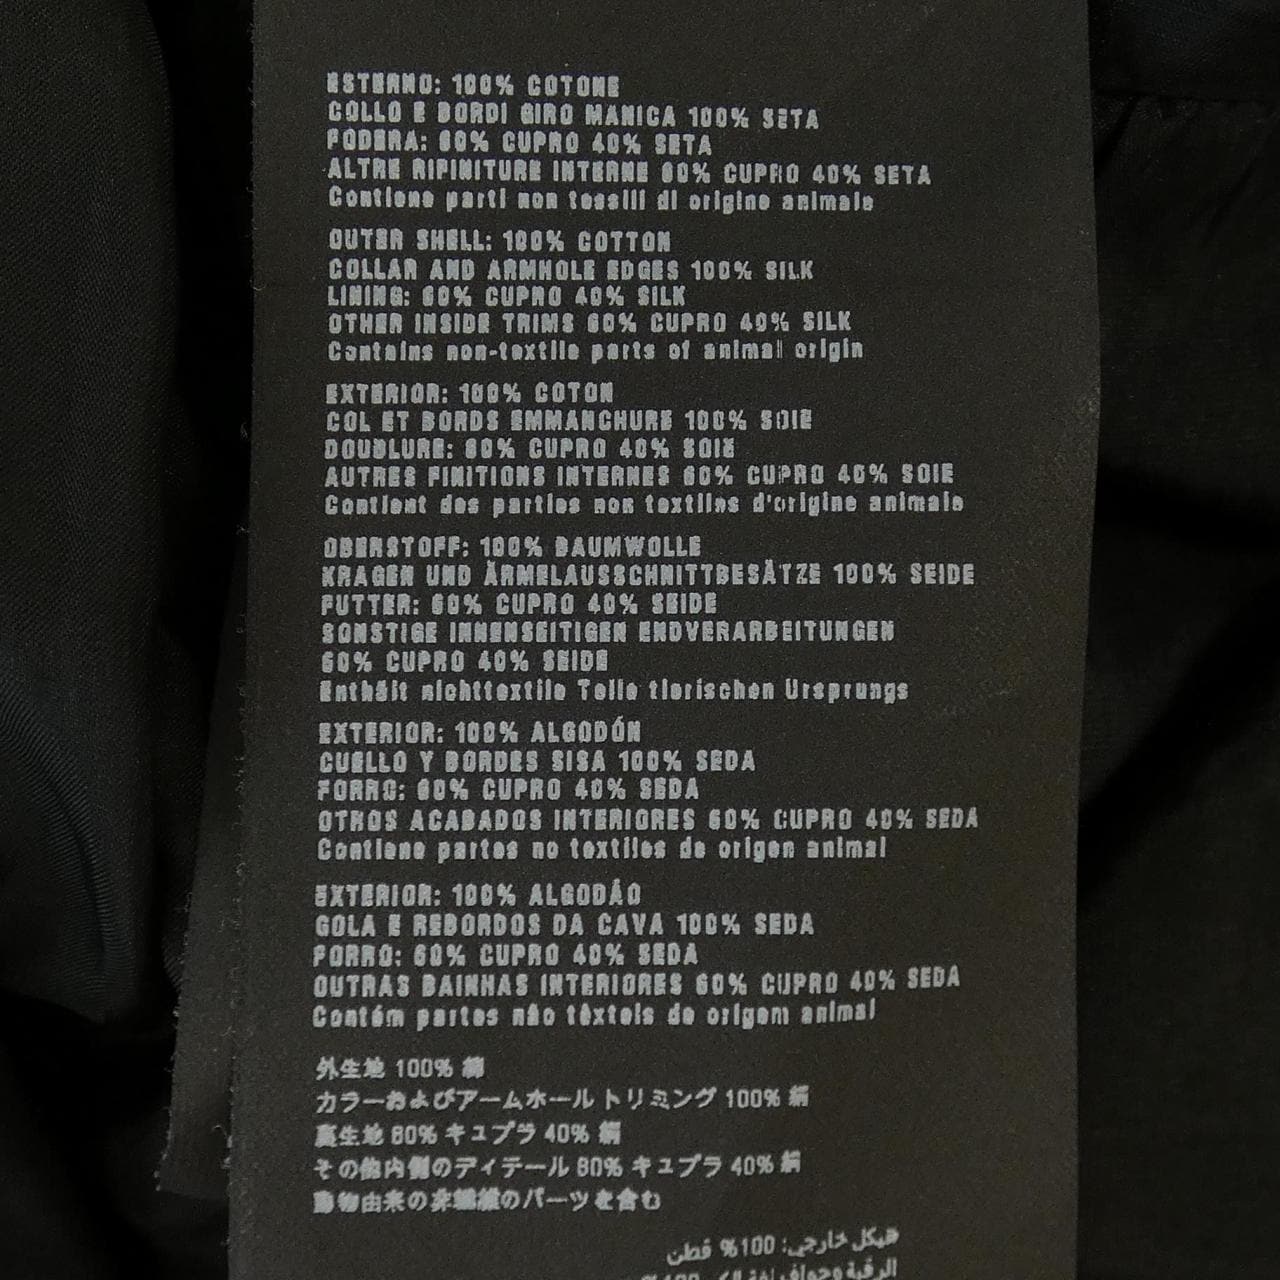 ESTERNO: 100% COTONE
COLLO E BORDI GIRO MANICA 100% SETA
FODERA: 60% CUPRO 40% SETA
ALTRE RIFINITURE INTERNE 60% CUPRO 40% SETA
Contiene parti non tessili di origine animale
OUTER SHELL: 100% COTTON
COLLAR AND ARMHOLE EDGES 100% SILK
LINING: 60% CUPRO 40% SILK
OTHER INSIDE TRIMS 60% CUPRO 40% SILK
Contains non-textile parts of animal origin
EXTERIOR: 100% COTON
COL ET BORDS EMMANCHURE 100% SOIE
DOUBLURE: 60% CUPRO 40% SOIE
AUTRES FINITIONS INTERNES 60% CUPRO 40% SOIE
Contient des parties non textiles d'origine animale
OBERSTOFF: 100% BAUMWOLLE
KRAGEN UND ÄRMELAUSSCHNITTBESÄTZE 100% SEIDE
FUTTER: 60% CUPRO 40% SEIDE
SONSTIGE INNENSEITIGEN ENDVERARBEITUNGEN
60% CUPRO 40% SEIDE
Enthält nichttextile Teile tierischen Ursprungs
EXTERIOR: 100% ALGODÓN
CUELLO Y BORDES SISA 100% SEDA
FORRO: 60% CUPRO 40% SEDA
OTROS ACABADOS INTERIORES 60% CUPRO 40% SEDA
Contiene partes no textiles de origen animal
EXTERIOR: 100% ALGODÃO
GOLA E REBORDOS DA CAVA 100% SEDA
FORRO: 60% CUPRO 40% SEDA
OUTRAS BAINHAS INTERIORES 60% CUPRO 40% SEDA
Contém partes não têxteis de origem animal
外生地 100% 綿
カラーおよびアームホールトリミング 100% 絹
裏生地 60% キュプラ 40% 絹
その他内側のディテール 60% キュプラ 40% 絹
動物由来の非繊維のパーツを含む
هيكل خارجي: 100% قطن
الرقبة وحواف